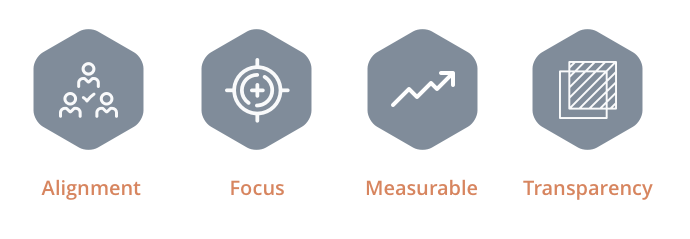 Alignment
Focus
Measurable
Transparency